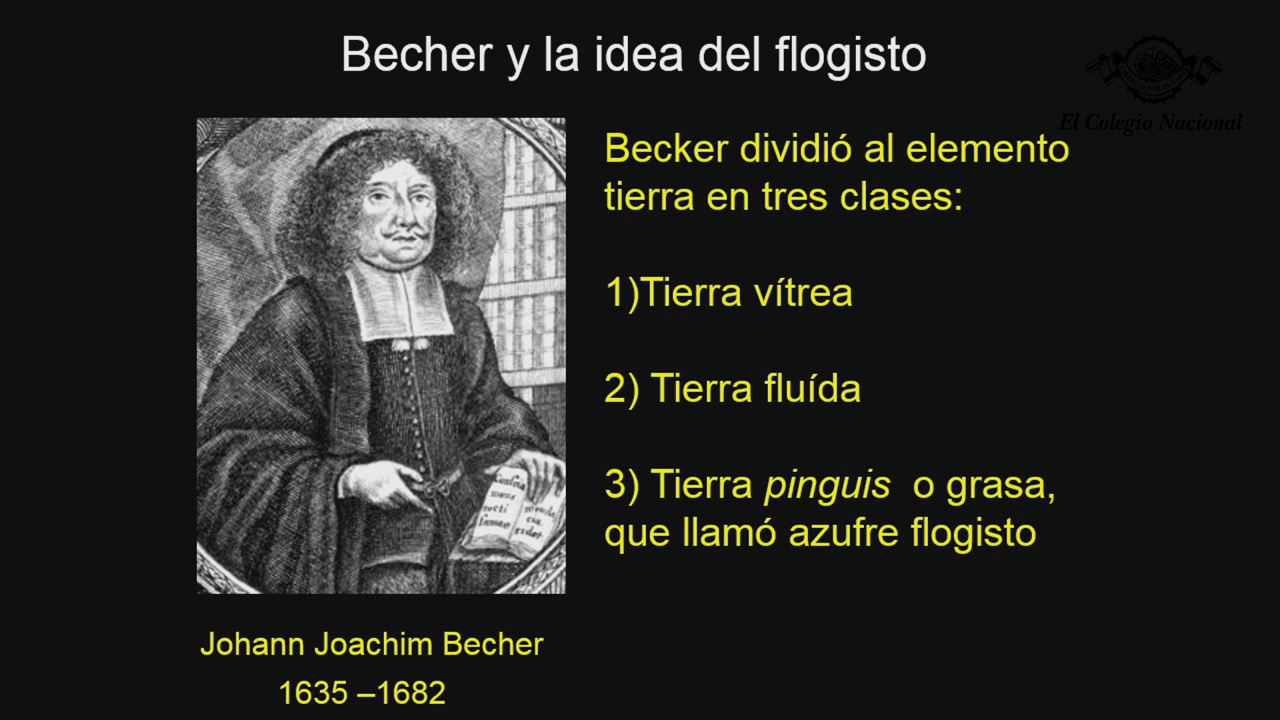 Becher y la idea del flogisto
El Colegio Nacional
Becker dividió al elemento
tierra en tres clases:
1)Tierra vítrea
2) Tierra fluída
3) Tierra pinguis o grasa,
que llamó azufre flogisto
Johann Joachim Becher
1635 –1682